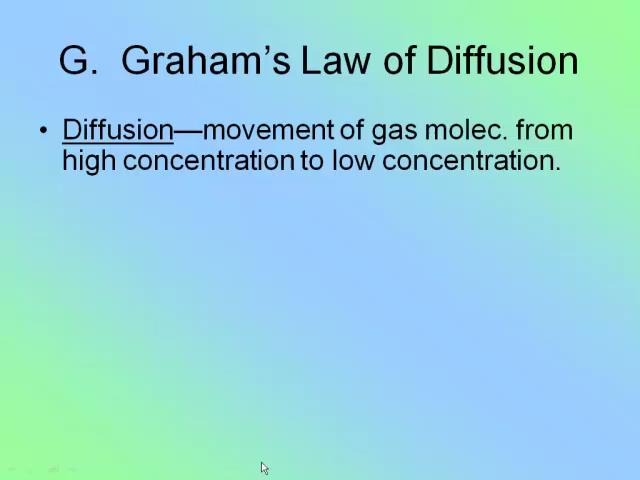 G.  Graham’s Law of Diffusion
• Diffusion—movement of gas molec. from
high concentration to low concentration.